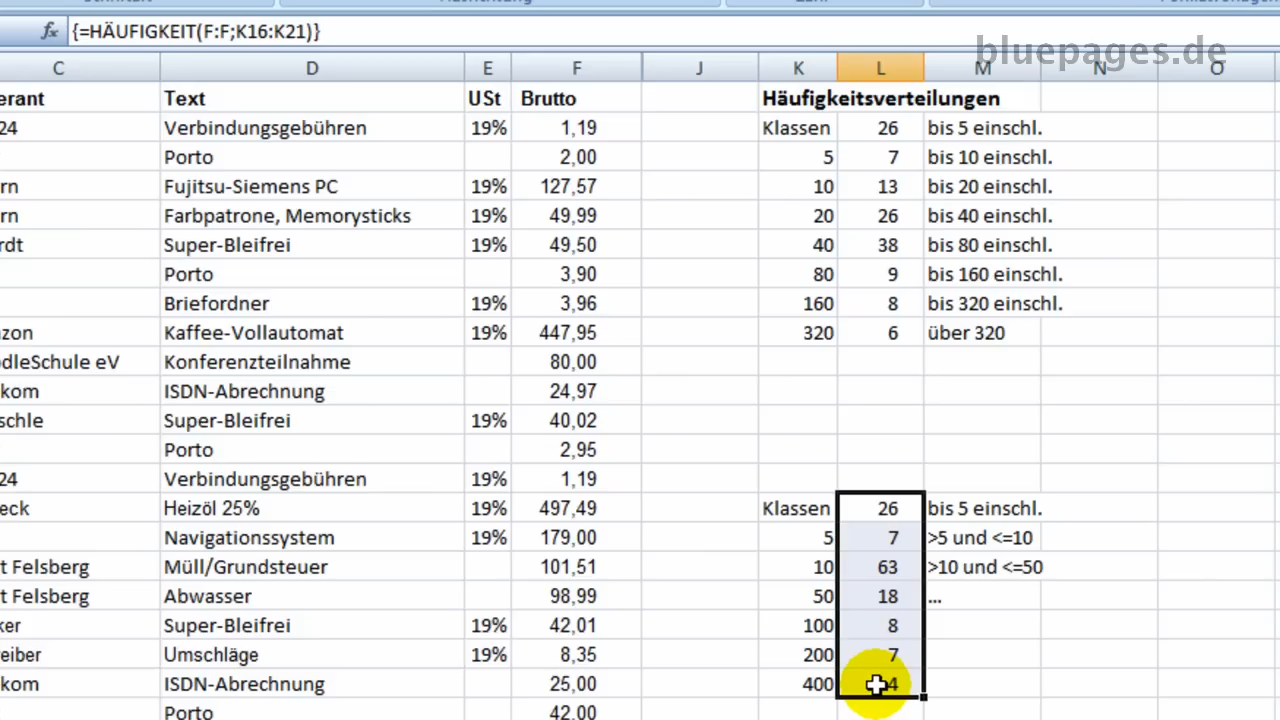 {=HÄUFIGKEIT(F:F;K16:K21)}
bluepages.de
C D E F J K L M N O
erant Text USt Brutto Häufigkeitsverteilungen
24 Verbindungsgebühren 19% 1,19 Klassen 26 bis 5 einschl.
Porto 2,00 5 7 bis 10 einschl.
rn Fujitsu-Siemens PC 19% 127,57 10 13 bis 20 einschl.
rn Farbpatrone, Memorysticks 19% 49,99 20 26 bis 40 einschl.
rdt Super-Bleifrei 19% 49,50 40 38 bis 80 einschl.
Porto 3,90 80 9 bis 160 einschl.
Briefordner 19% 3,96 160 8 bis 320 einschl.
zon Kaffee-Vollautomat 19% 447,95 320 6 über 320
odleSchule eV Konferenzteilnahme 80,00
kom ISDN-Abrechnung 24,97
schle Super-Bleifrei 19% 40,02
Porto 2,95
24 Verbindungsgebühren 19% 1,19
eck Heizöl 25% 19% 497,49 Klassen 26 bis 5 einschl.
Navigationssystem 19% 179,00 5 7 >5 und <=10
t Felsberg Müll/Grundsteuer 101,51 10 63 >10 und <=50
t Felsberg Abwasser 98,99 50 18 ...
ker Super-Bleifrei 19% 42,01 100 8
reiber Umschläge 19% 8,35 200 7
kom ISDN-Abrechnung 25,00 400 4
Porto 42,00